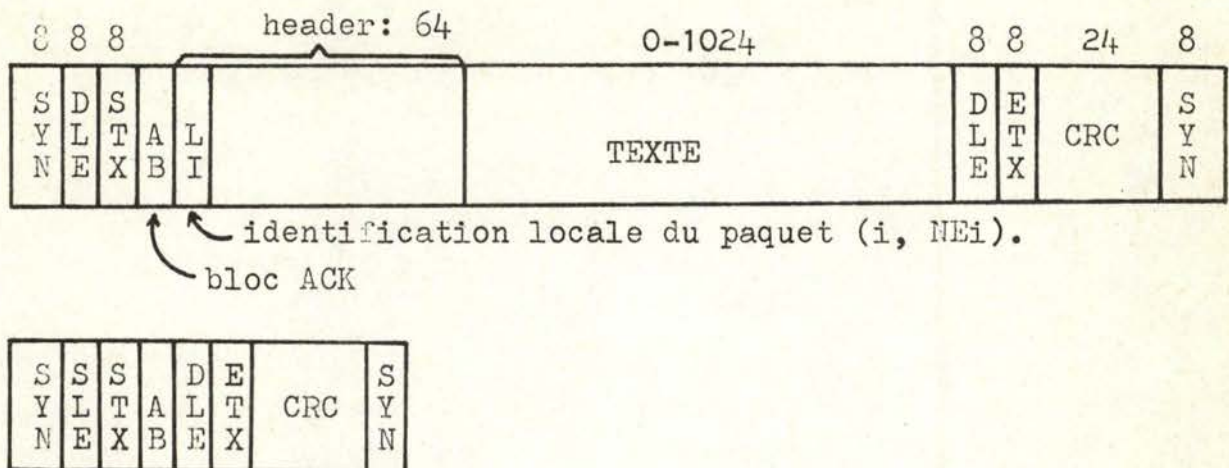 header: 64
8 8 8 0-1024 8 8 24 8
SYN DLE STX AB LI TEXTE DLE ETX CRC SYN
identification locale du paquet (i, NEi).
bloc ACK
SYN SLE STX AB DLE ETX CRC SYN